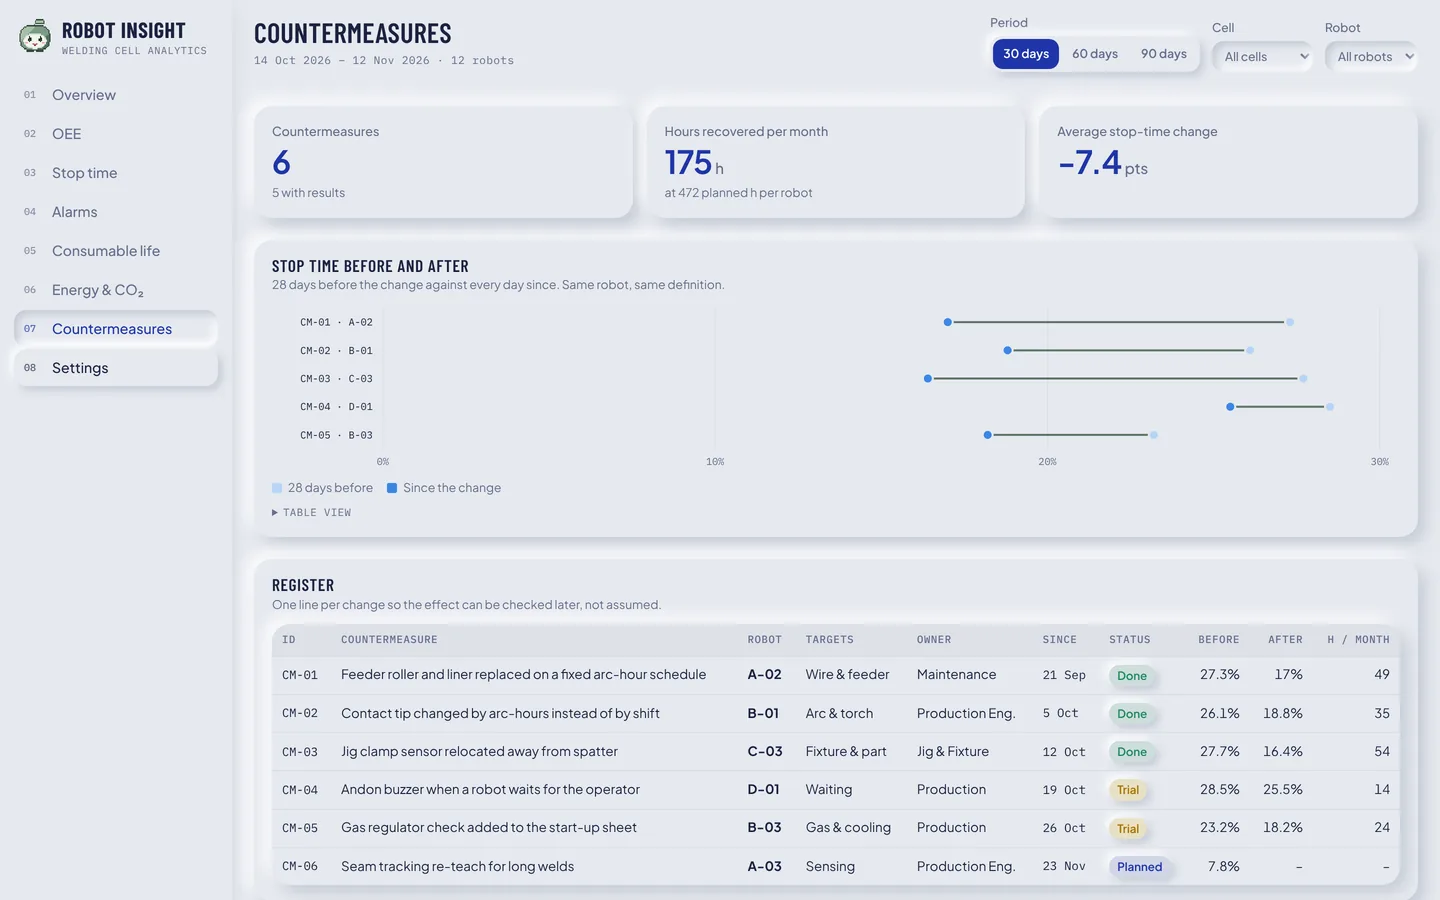 ROBOT INSIGHT
WELDING CELL ANALYTICS
01 Overview
02 OEE
03 Stop time
04 Alarms
05 Consumable life
06 Energy & CO₂
07 Countermeasures
08 Settings
COUNTERMEASURES
14 Oct 2026 – 12 Nov 2026 · 12 robots
Period
30 days 60 days 90 days
Cell
All cells
Robot
All robots
Countermeasures
6
5 with results
Hours recovered per month
175 h
at 472 planned h per robot
Average stop-time change
−7.4 pts
STOP TIME BEFORE AND AFTER
28 days before the change against every day since. Same robot, same definition.
CM-01 · A-02
CM-02 · B-01
CM-03 · C-03
CM-04 · D-01
CM-05 · B-03
0% 10% 20% 30%
28 days before Since the change
TABLE VIEW
REGISTER
One line per change so the effect can be checked later, not assumed.
ID COUNTERMEASURE ROBOT TARGETS OWNER SINCE STATUS BEFORE AFTER H / MONTH
CM-01 Feeder roller and liner replaced on a fixed arc-hour schedule A-02 Wire & feeder Maintenance 21 Sep Done 27.3% 17% 49
CM-02 Contact tip changed by arc-hours instead of by shift B-01 Arc & torch Production Eng. 5 Oct Done 26.1% 18.8% 35
CM-03 Jig clamp sensor relocated away from spatter C-03 Fixture & part Jig & Fixture 12 Oct Done 27.7% 16.4% 54
CM-04 Andon buzzer when a robot waits for the operator D-01 Waiting Production 19 Oct Trial 28.5% 25.5% 14
CM-05 Gas regulator check added to the start-up sheet B-03 Gas & cooling Production 26 Oct Trial 23.2% 18.2% 24
CM-06 Seam tracking re-teach for long welds A-03 Sensing Production Eng. 23 Nov Planned 7.8% – –